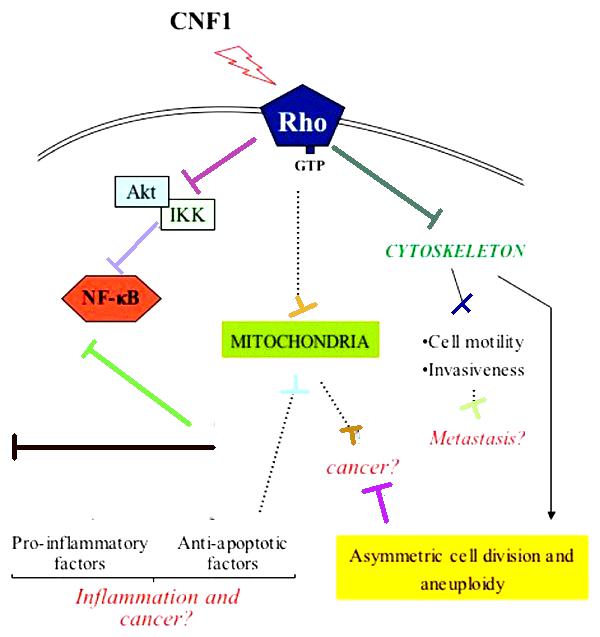 CNF1
Rho
GTP
Akt
IKK
CYTOSKELETON
NF-κB
MITOCHONDRIA
•Cell motility
•Invasiveness
Metastasis?
cancer?
Pro-inflammatory
factors
Anti-apoptotic
factors
Asymmetric cell division and
aneuploidy
Inflammation and
cancer?